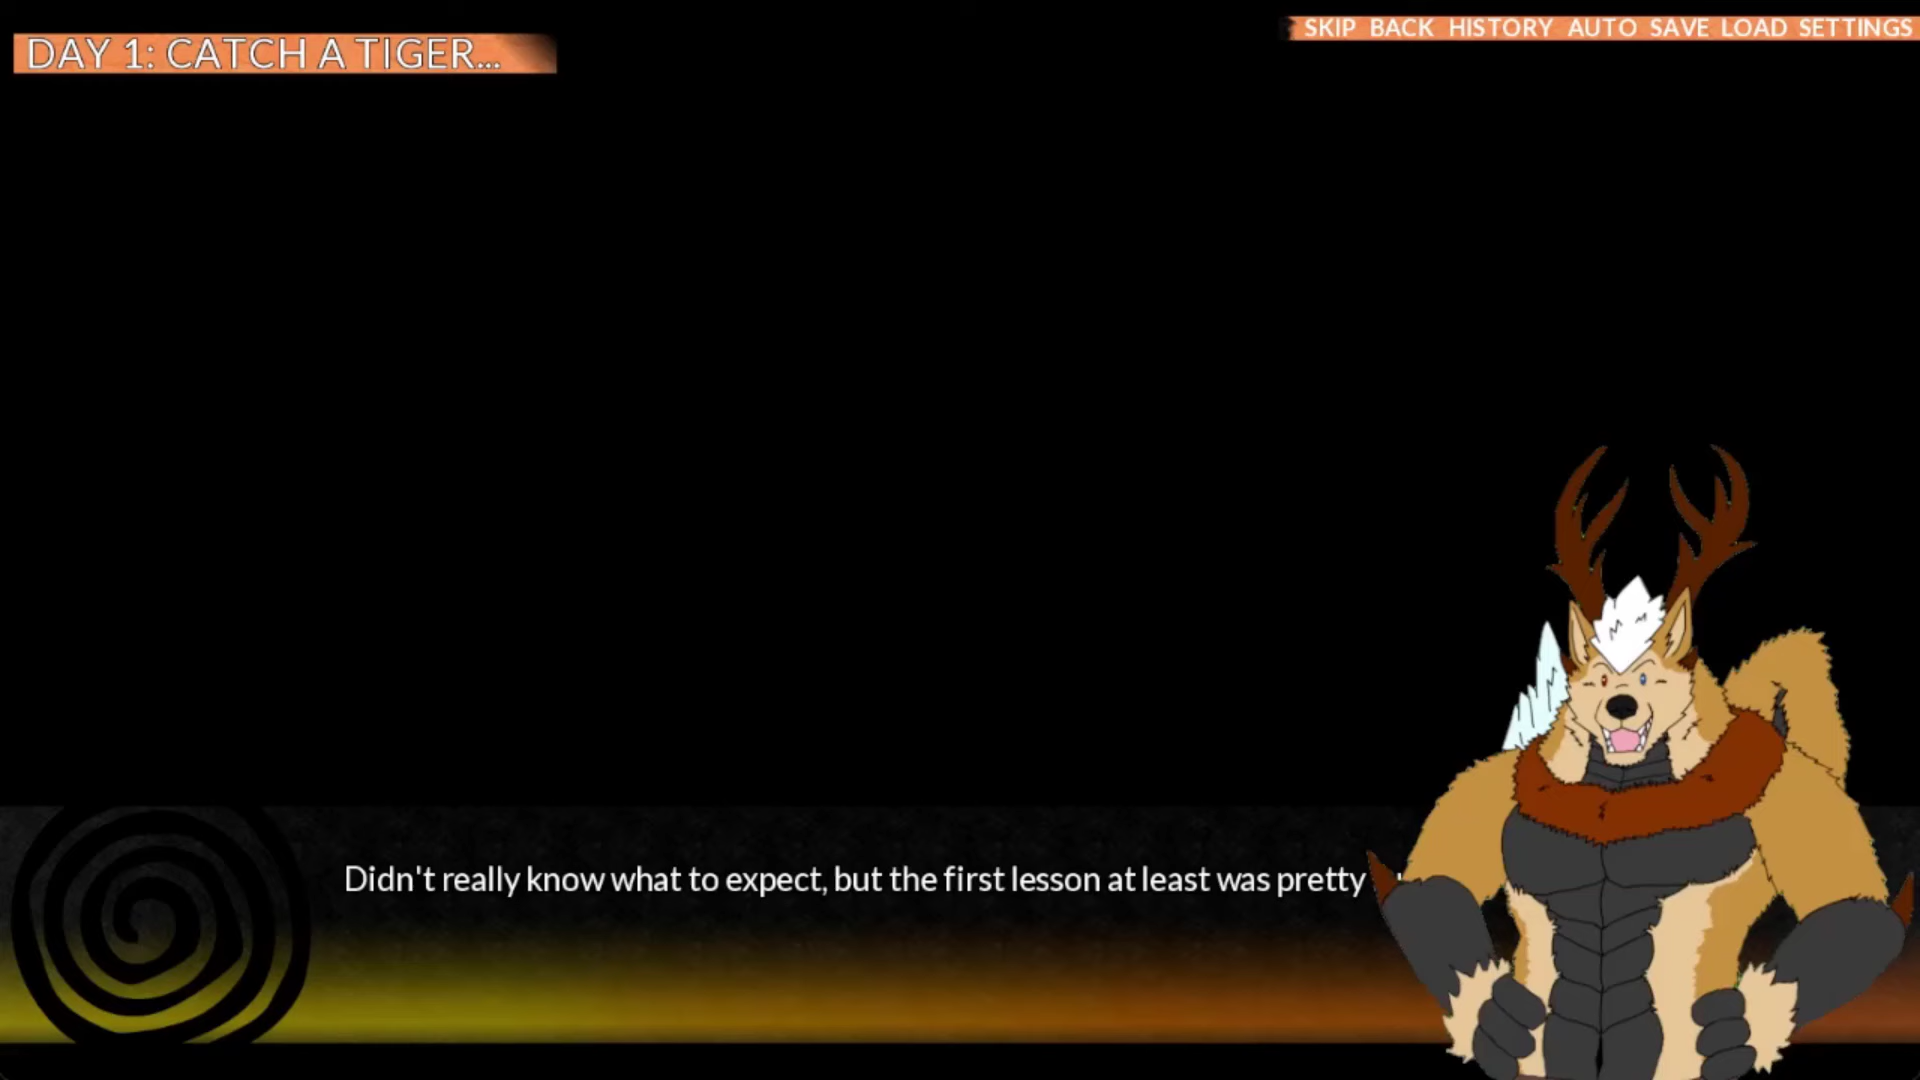 DAY 1: CATCH A TIGER...
SKIP BACK HISTORY AUTO SAVE LOAD SETTINGS
Didn't really know what to expect, but the first lesson at least was pretty